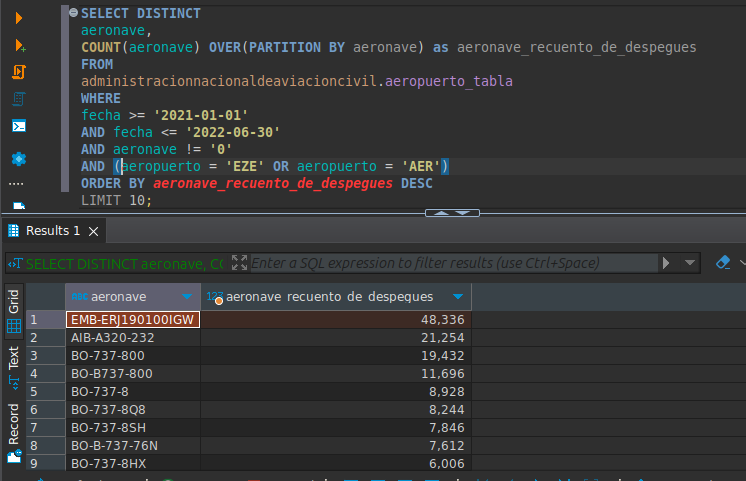 SELECT DISTINCT
aeronave,
COUNT(aeronave) OVER(PARTITION BY aeronave) as aeronave_recuento_de_despegues
FROM
administracionnacionaldeaviacioncivil.aeropuerto_tabla
WHERE
fecha >= '2021-01-01'
AND fecha <= '2022-06-30'
AND aeronave != '0'
AND (aeropuerto = 'EZE' OR aeropuerto = 'AER')
ORDER BY aeronave_recuento_de_despegues DESC
LIMIT 10;
Results 1
SELECT DISTINCT aeronave, CO Enter a SQL expression to filter results (use Ctrl+Space)
Grid
Text
Record
aeronave 123 aeronave recuento de despegues
1 EMB-ERJ190100IGW 48,336
2 AIB-A320-232 21,254
3 BO-737-800 19,432
4 BO-B737-800 11,696
5 BO-737-8 8,928
6 BO-737-8Q8 8,244
7 BO-737-8SH 7,846
8 BO-B-737-76N 7,612
9 BO-737-8HX 6,006